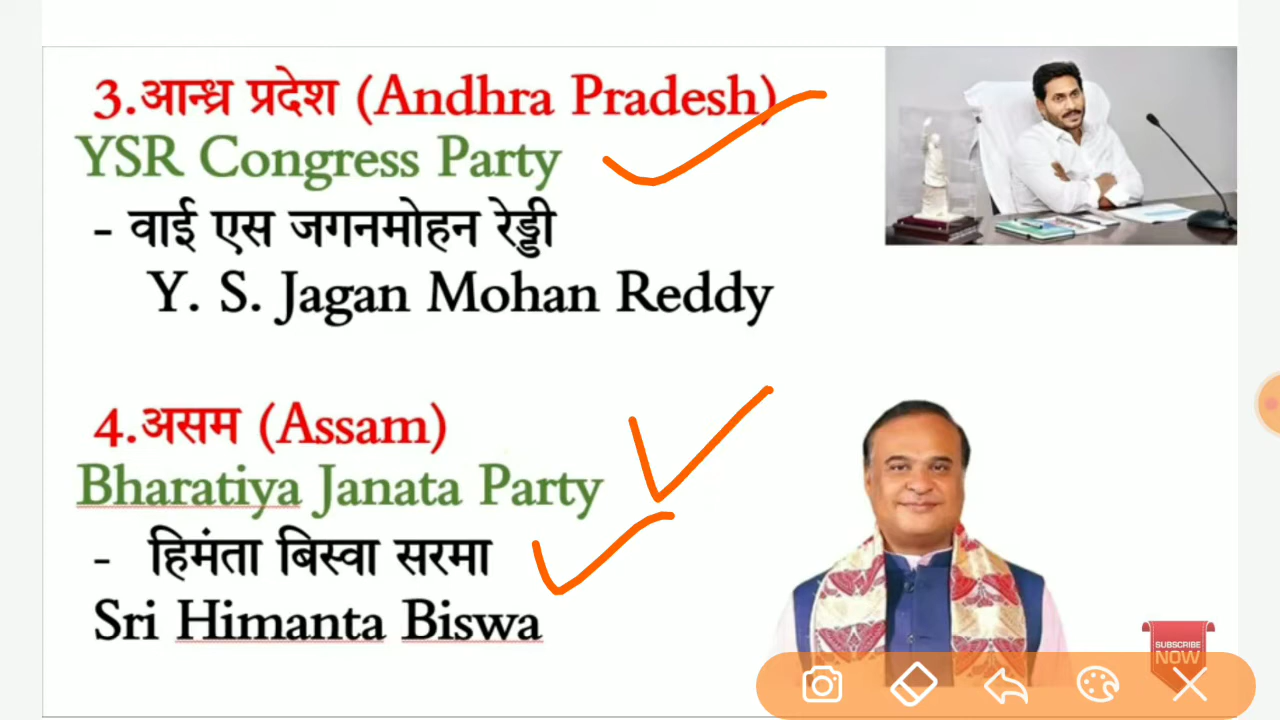 3.आन्ध्र प्रदेश (Andhra Pradesh)
YSR Congress Party
- वाई एस जगनमोहन रेड्डी
Y. S. Jagan Mohan Reddy
4.असम (Assam)
Bharatiya Janata Party
- हिमंता बिस्वा सरमा
Sri Himanta Biswa
SUBSCRIBE
NOW